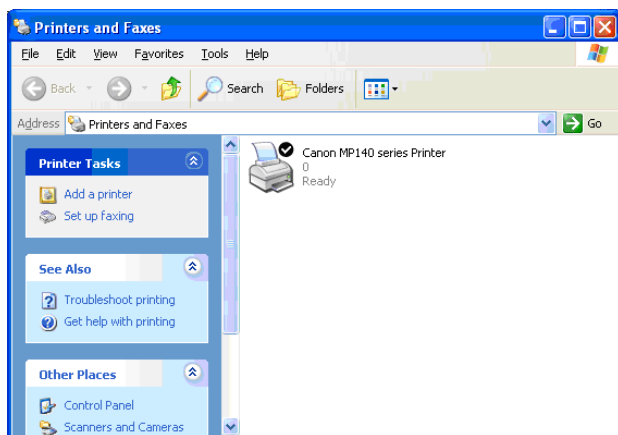 Printers and Faxes
File Edit View Favorites Tools Help
Back Search Folders
Address Printers and Faxes Go
Printer Tasks
Add a printer
Set up faxing
See Also
Troubleshoot printing
Get help with printing
Other Places
Control Panel
Scanners and Cameras
Canon MP140 series Printer
0
Ready